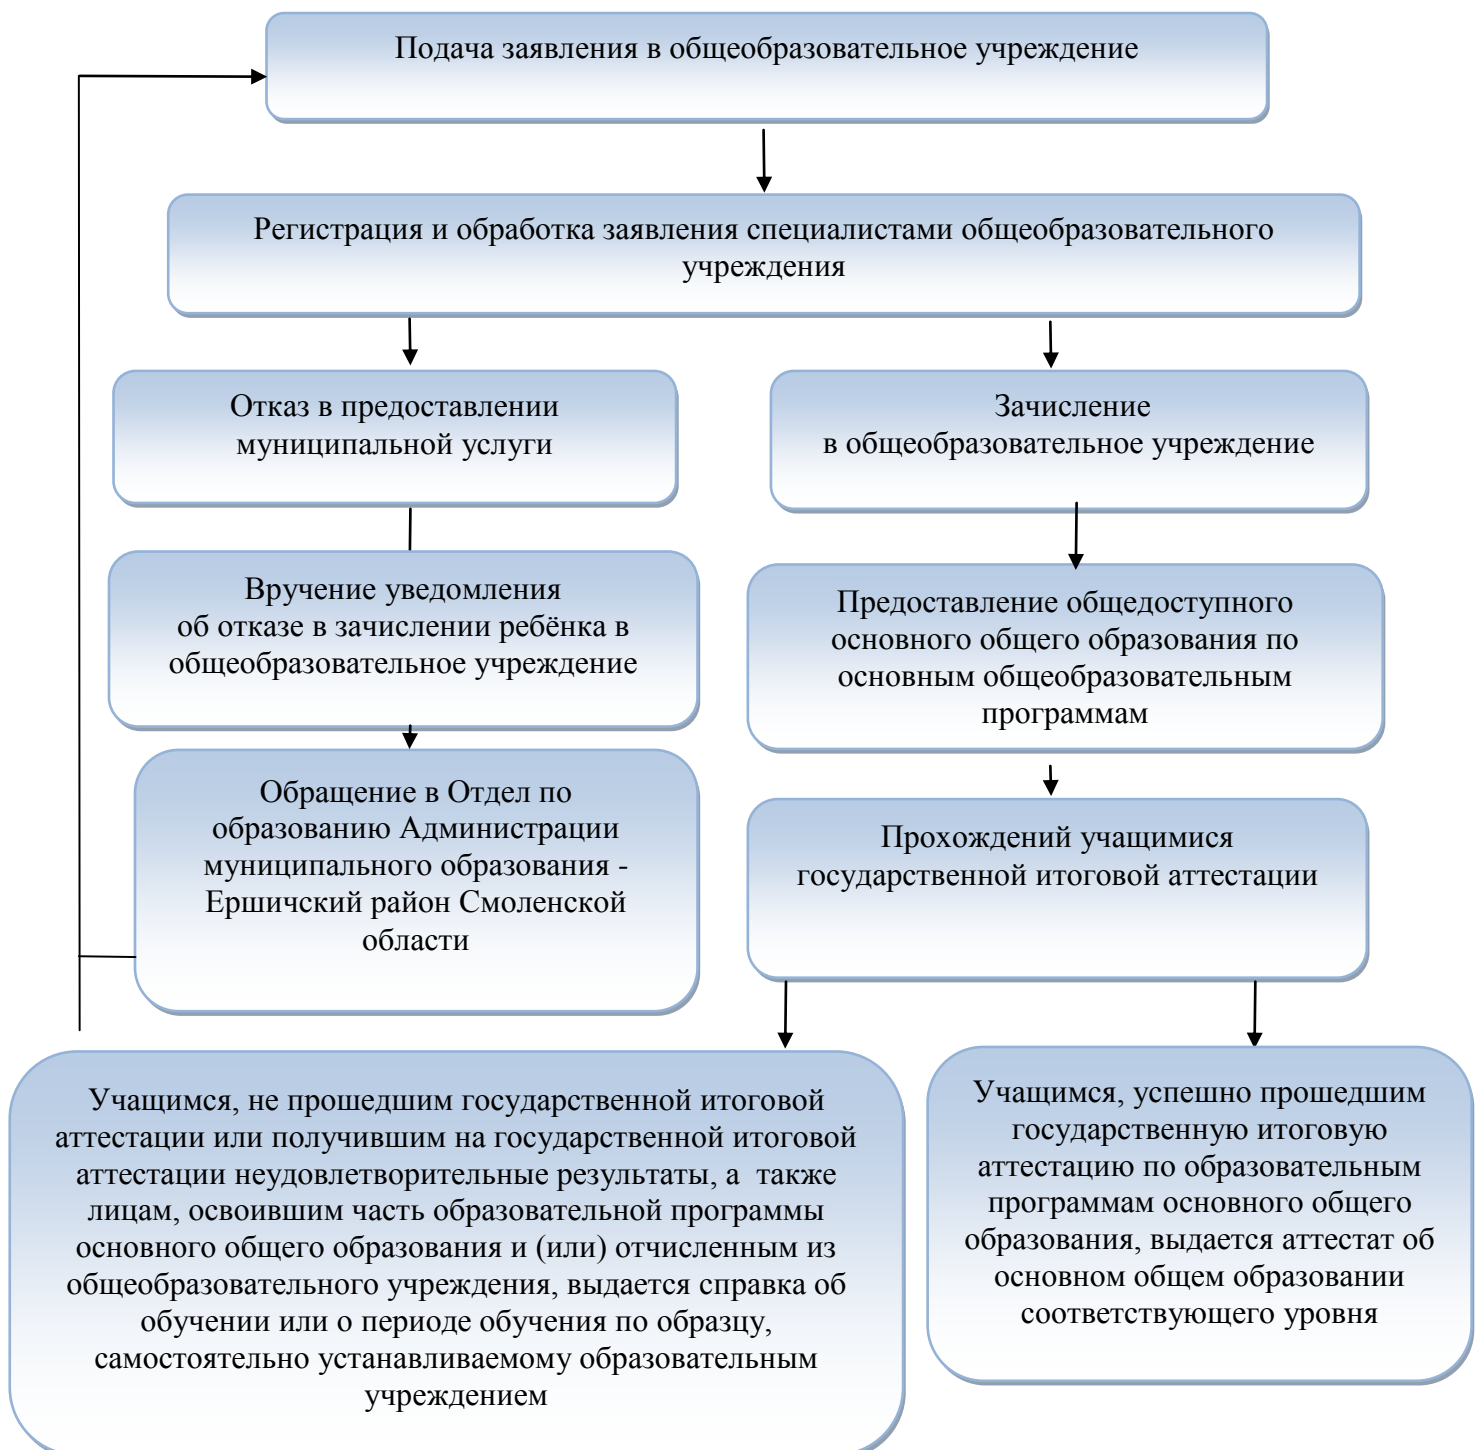 Подача заявления в общеобразовательное учреждение
Регистрация и обработка заявления специалистами общеобразовательного
учреждения
Отказ в предоставлении
муниципальной услуги
Зачисление
в общеобразовательное учреждение
Вручение уведомления
об отказе в зачислении ребёнка в
общеобразовательное учреждение
Предоставление общедоступного
основного общего образования по
основным общеобразовательным
программам
Обращение в Отдел по
образованию Администрации
муниципального образования -
Ершичский район Смоленской
области
Прохождений учащимися
государственной итоговой аттестации
Учащимся, не прошедшим государственной итоговой
аттестации или получившим на государственной итоговой
аттестации неудовлетворительные результаты, а также
лицам, освоившим часть образовательной программы
основного общего образования и (или) отчисленным из
общеобразовательного учреждения, выдается справка об
обучении или о периоде обучения по образцу,
самостоятельно устанавливаемому образовательным
учреждением
Учащимся, успешно прошедшим
государственную итоговую
аттестацию по образовательным
программам основного общего
образования, выдается аттестат об
основном общем образовании
соответствующего уровня